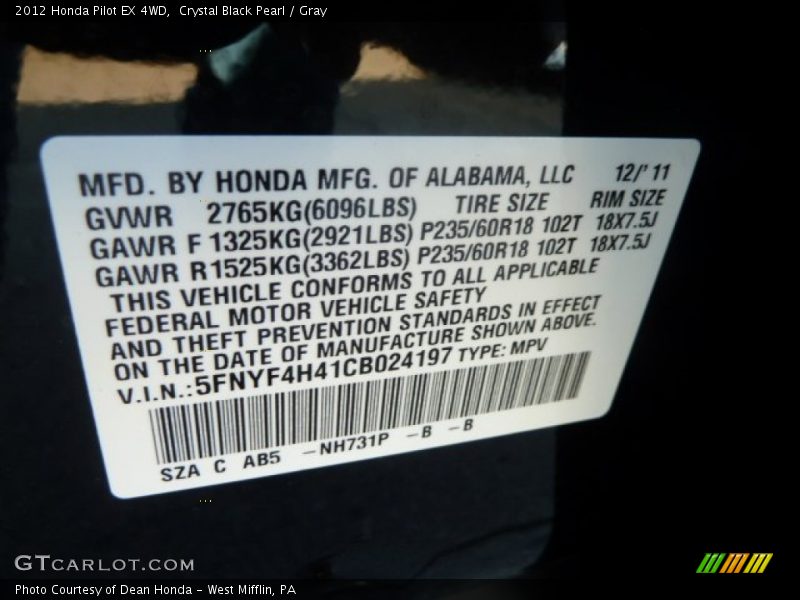 2012 Honda Pilot EX 4WD,  Crystal Black Pearl / Gray
MFD. BY HONDA MFG. OF ALABAMA, LLC 12/' 11
GVWR 2765KG(6096LBS) TIRE SIZE RIM SIZE
GAWR F 1325KG(2921LBS) P235/60R18 102T 18X7.5J
GAWR R 1525KG(3362LBS) P235/60R18 102T 18X7.5J
THIS VEHICLE CONFORMS TO ALL APPLICABLE
FEDERAL MOTOR VEHICLE SAFETY
AND THEFT PREVENTION STANDARDS IN EFFECT
ON THE DATE OF MANUFACTURE SHOWN ABOVE.
V.I.N.:5FNYF4H41CB024197 TYPE: MPV
SZA C AB5 -NH731P -B -B
GTCARLOT.COM
Photo Courtesy of Dean Honda - West Mifflin, PA